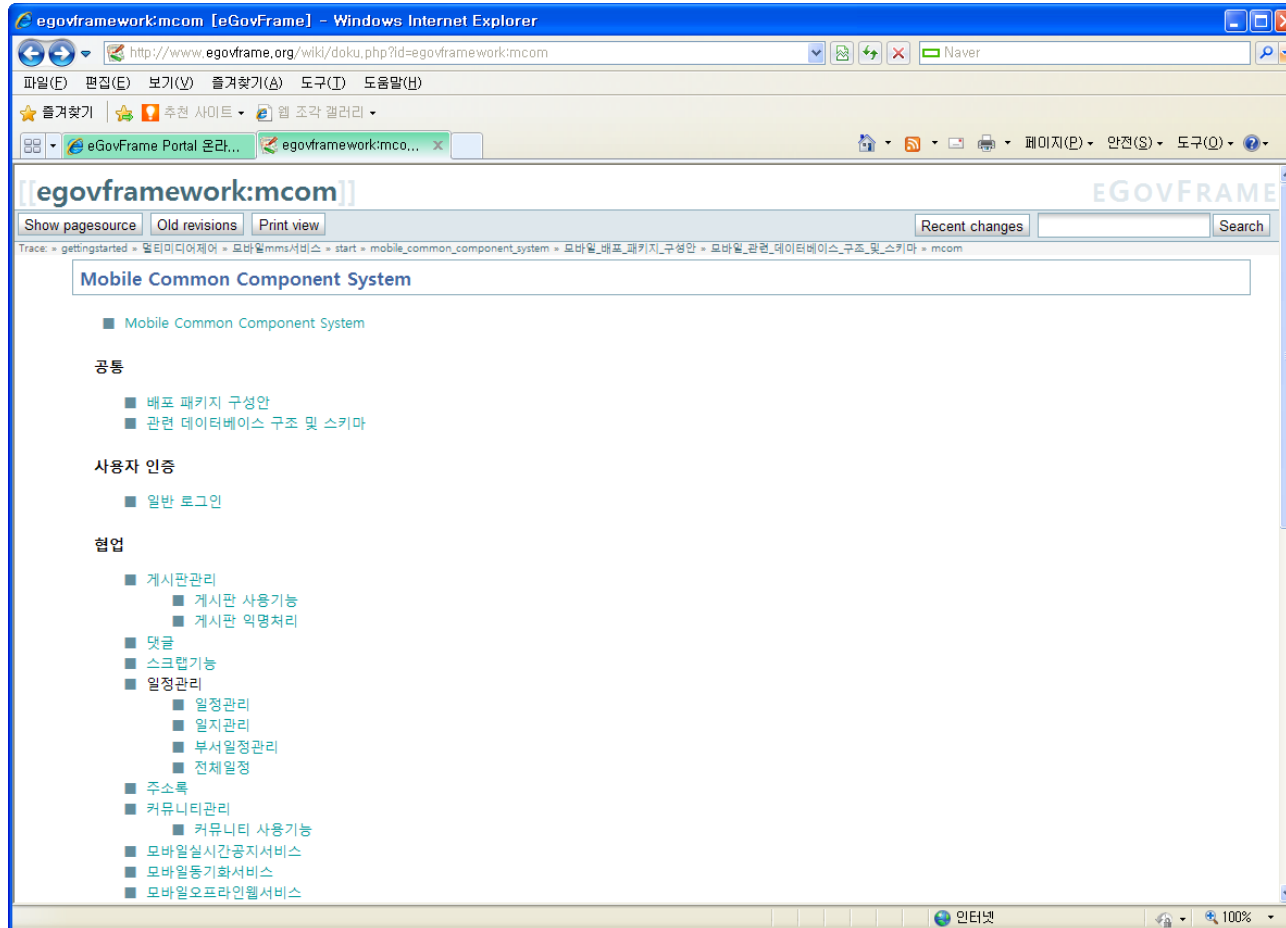 egovframework:mcom [eGovFrame] - Windows Internet Explorer
http://www.egovframe.org/wiki/doku.php?id=egovframework:mcom Naver
파일(F) 편집(E) 보기(V) 즐겨찾기(A) 도구(T) 도움말(H)
즐겨찾기 추천 사이트 웹 조각 갤러리
eGovFrame Portal 온라... egovframework:mco... x 페이지(P) 안전(S) 도구(O)
[[egovframework:mcom]] EGOVFRAME
Show pagesource Old revisions Print view Recent changes Search
Trace: » gettingstarted » 멀티미디어제어 » 모바일mms서비스 » start » mobile_common_component_system » 모바일_배포_패키지_구성안 » 모바일_관련_데이터베이스_구조_및_스키마 » mcom
Mobile Common Component System
Mobile Common Component System
공통
배포 패키지 구성안
관련 데이터베이스 구조 및 스키마
사용자 인증
일반 로그인
협업
게시판관리
게시판 사용기능
게시판 익명처리
댓글
스크랩기능
일정관리
일정관리
일지관리
부서일정관리
전체일정
주소록
커뮤니티관리
커뮤니티 사용기능
모바일실시간공지서비스
모바일동기화서비스
모바일오프라인웹서비스
인터넷 100%